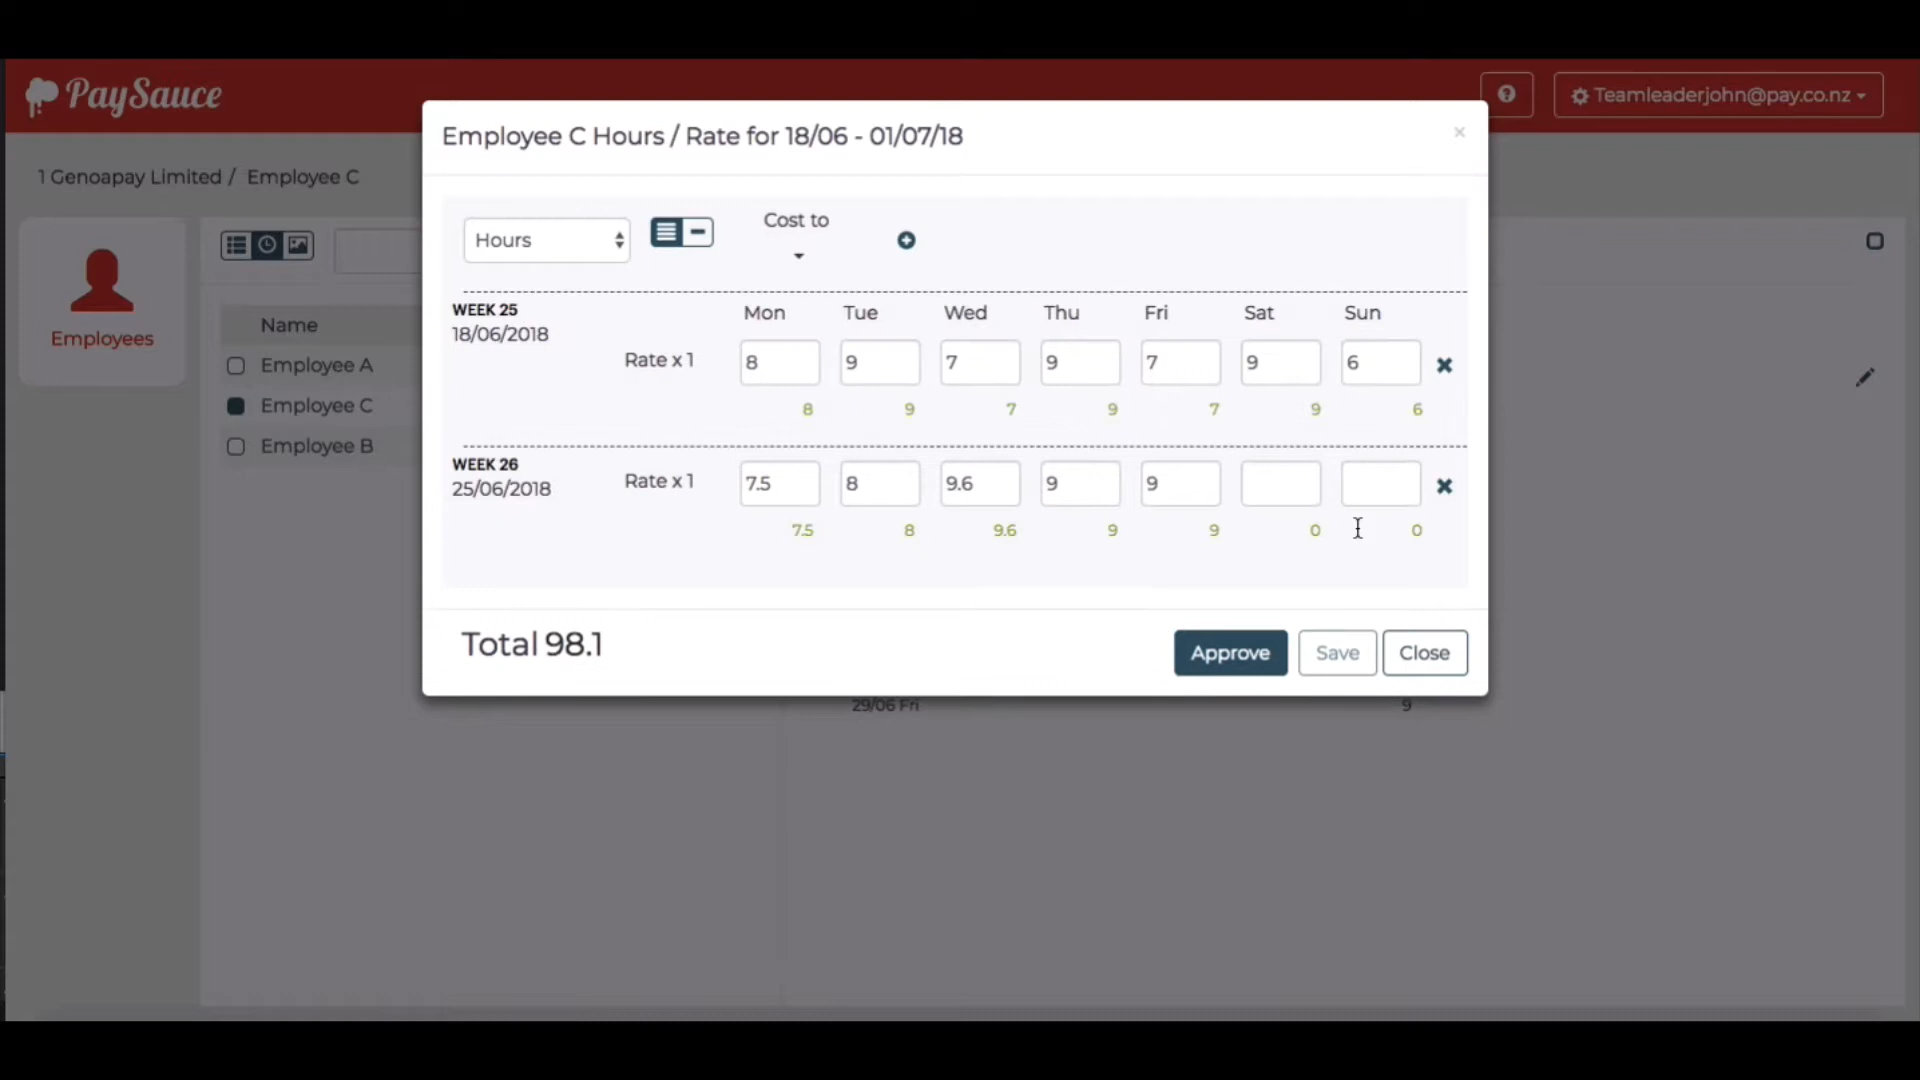 PaySauce
Teamleaderjohn@pay.co.nz
1 Genoapay Limited / Employee C
Employees
Name
Employee A
Employee C
Employee B
Employee C Hours / Rate for 18/06 - 01/07/18
×
Hours
Cost to
WEEK 25
18/06/2018
Mon Tue Wed Thu Fri Sat Sun
Rate x 1 8 9 7 9 7 9 6
8 9 7 9 7 9 6
WEEK 26
25/06/2018
Rate x 1 7.5 8 9.6 9 9
7.5 8 9.6 9 9 0 0
Total 98.1
Approve Save Close
29/06 Fri 9